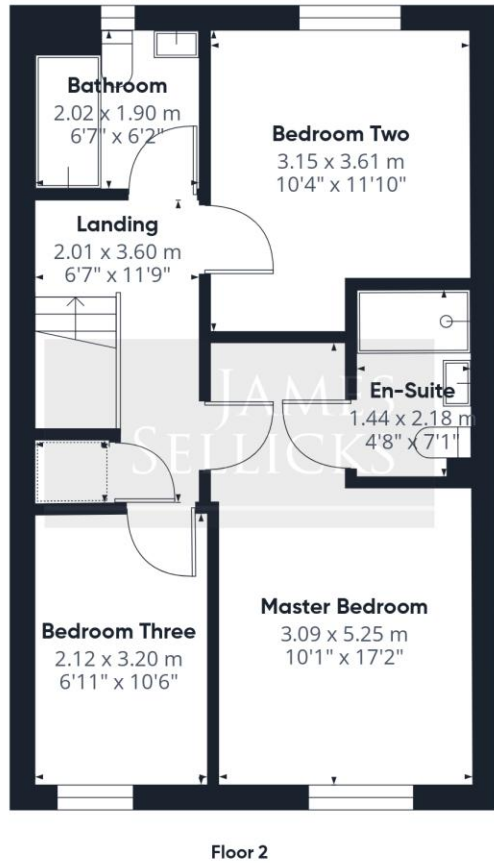 Bathroom
2.02 x 1.90 m
6'7" x 6'2"
Bedroom Two
3.15 x 3.61 m
10'4" x 11'10"
Landing
2.01 x 3.60 m
6'7" x 11'9"
En-Suite
1.44 x 2.18 m
4'8" x 7'1"
JAMES
SELLICKS
Master Bedroom
3.09 x 5.25 m
10'1" x 17'2"
Bedroom Three
2.12 x 3.20 m
6'11" x 10'6"
Floor 2